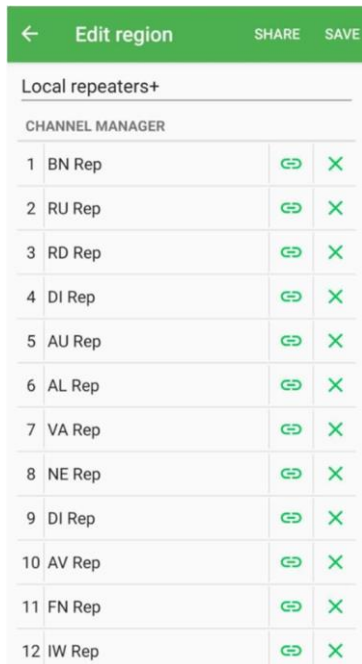 Edit region SHARE SAVE
Local repeaters+
CHANNEL MANAGER
1 BN Rep
2 RU Rep
3 RD Rep
4 DI Rep
5 AU Rep
6 AL Rep
7 VA Rep
8 NE Rep
9 DI Rep
10 AV Rep
11 FN Rep
12 IW Rep